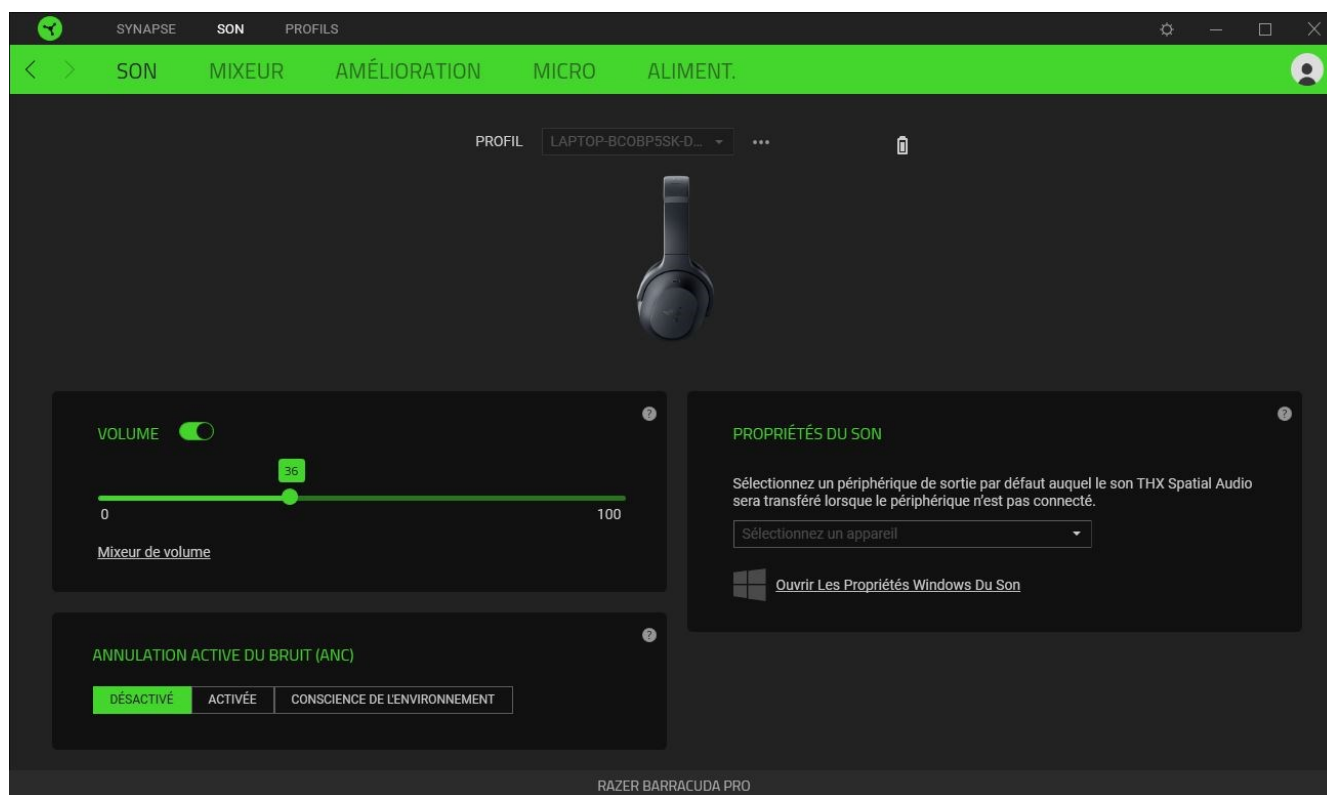 SYNAPSE SON PROFILS
SON MIXEUR AMÉLIORATION MICRO ALIMENT.
PROFIL LAPTOP-BCOBP5SK-D... •••
VOLUME
36
0 100
Mixeur de volume
ANNULATION ACTIVE DU BRUIT (ANC)
DÉSACTIVÉ ACTIVÉE CONSCIENCE DE L'ENVIRONNEMENT
PROPRIÉTÉS DU SON
Sélectionnez un périphérique de sortie par défaut auquel le son THX Spatial Audio
sera transféré lorsque le périphérique n'est pas connecté.
Sélectionnez un appareil
Ouvrir Les Propriétés Windows Du Son
RAZER BARRACUDA PRO